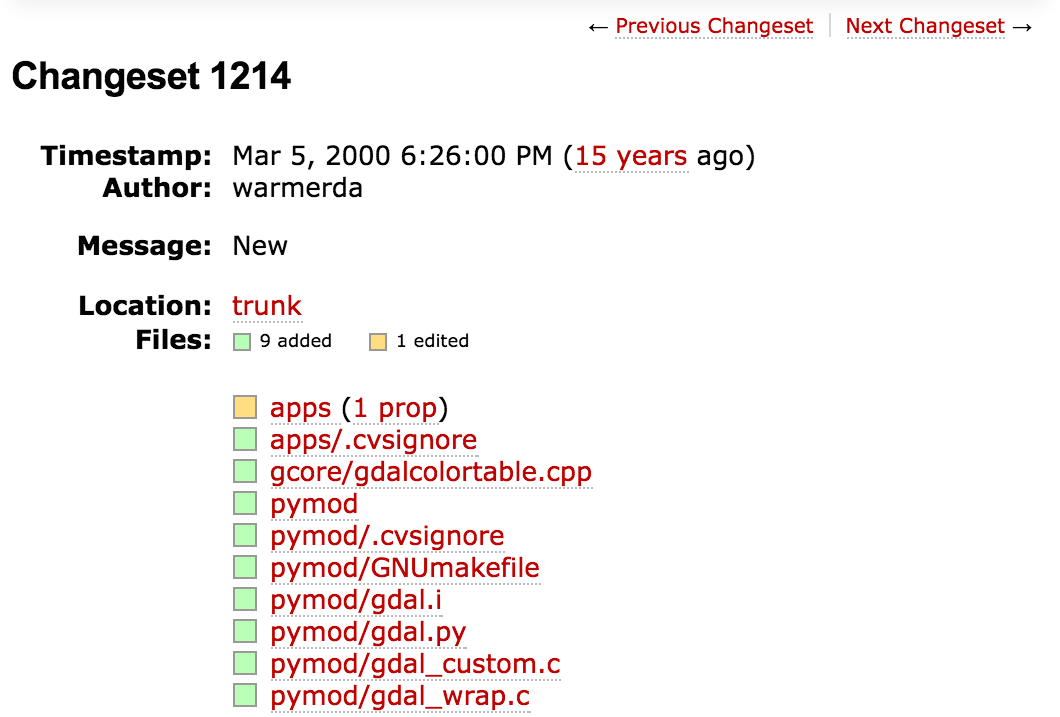 ← Previous Changeset | Next Changeset →
Changeset 1214
Timestamp: Mar 5, 2000 6:26:00 PM (15 years ago)
Author: warmerda
Message: New
Location: trunk
Files: 9 added 1 edited
apps (1 prop)
apps/.cvsignore
gcore/gdalcolortable.cpp
pymod
pymod/.cvsignore
pymod/GNUmakefile
pymod/gdal.i
pymod/gdal.py
pymod/gdal_custom.c
pymod/gdal_wrap.c